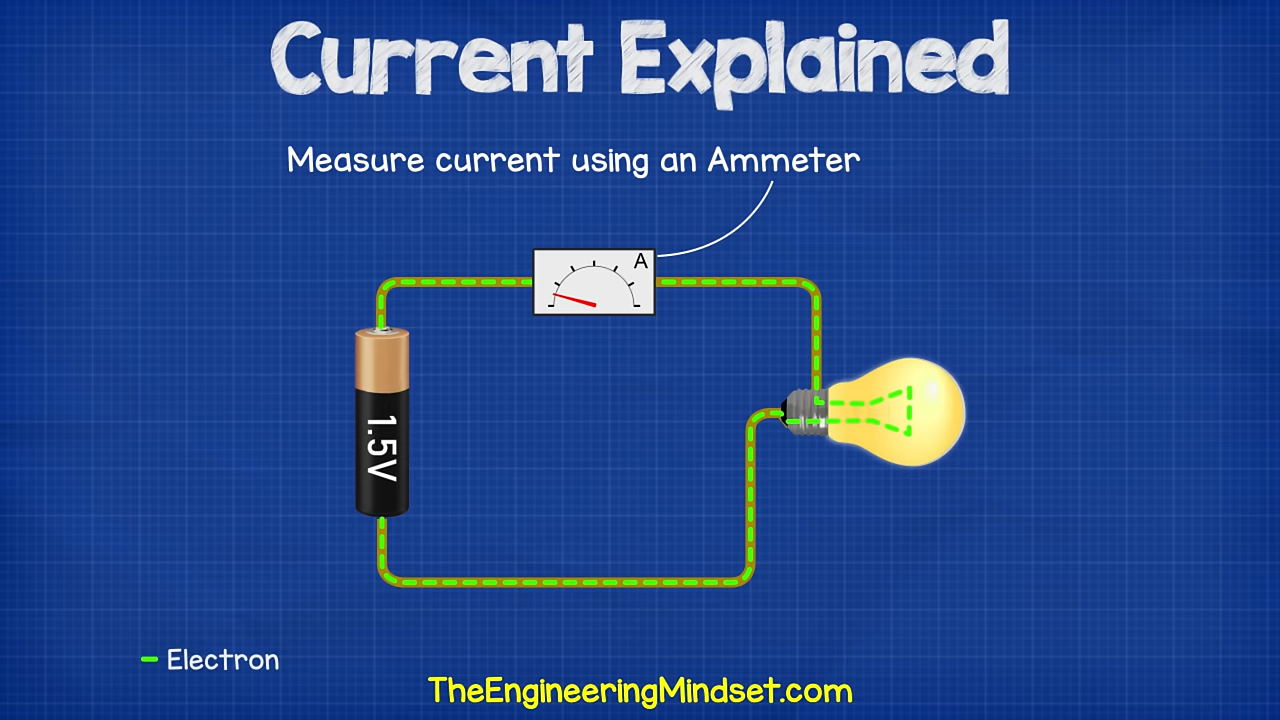 Current Explained
Measure current using an Ammeter
A
1.5V
Electron
TheEngineeringMindset.com